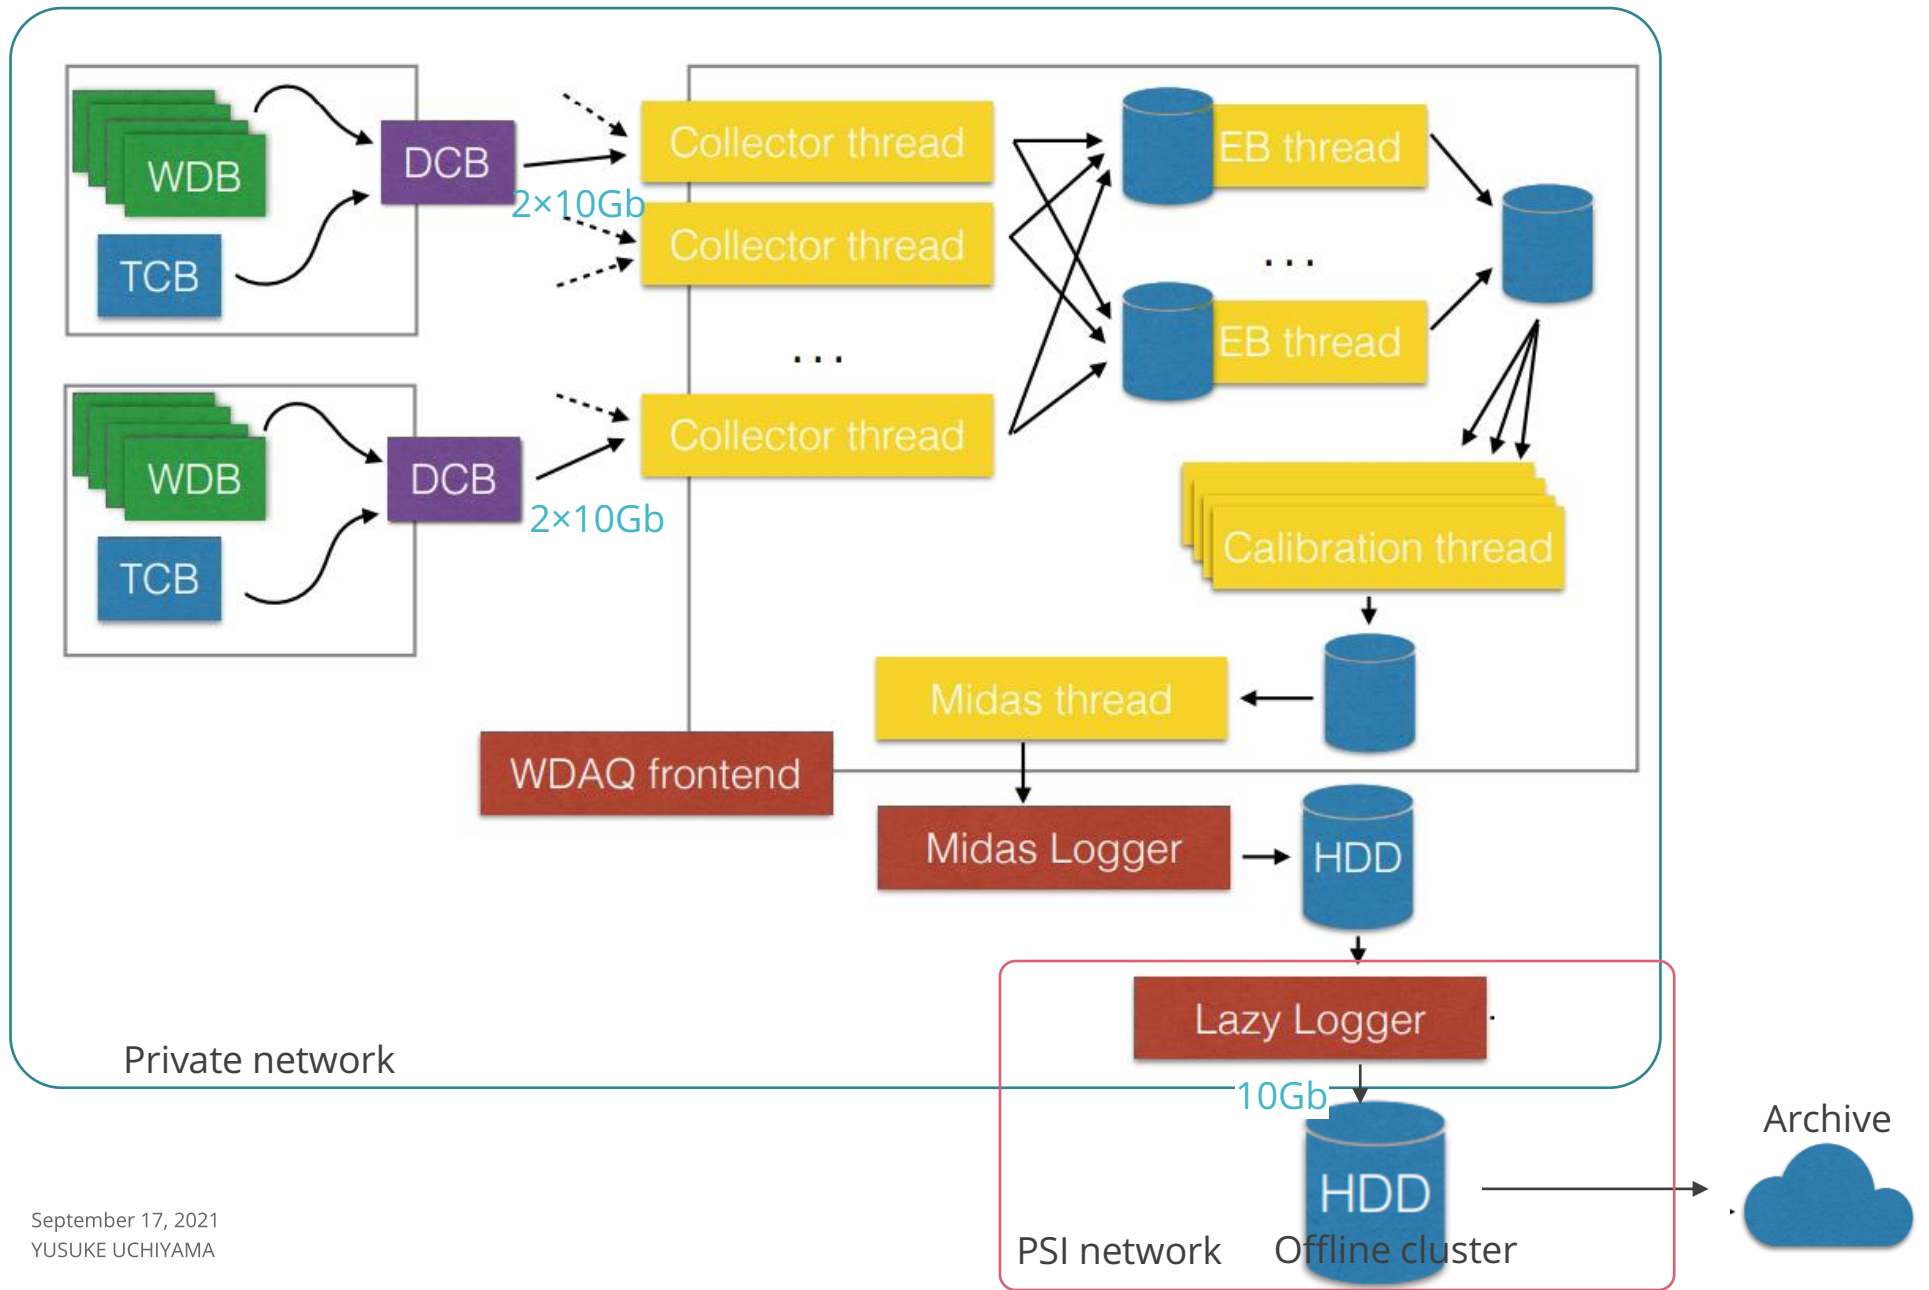 WDB
DCB
2×10Gb
TCB
Collector thread
Collector thread
...
Collector thread
EB thread
...
EB thread
WDB
DCB
2×10Gb
TCB
Calibration thread
Midas thread
WDAQ frontend
Midas Logger
HDD
Lazy Logger
Private network
10Gb
HDD
Archive
PSI network
Offline cluster
September 17, 2021
YUSUKE UCHIYAMA